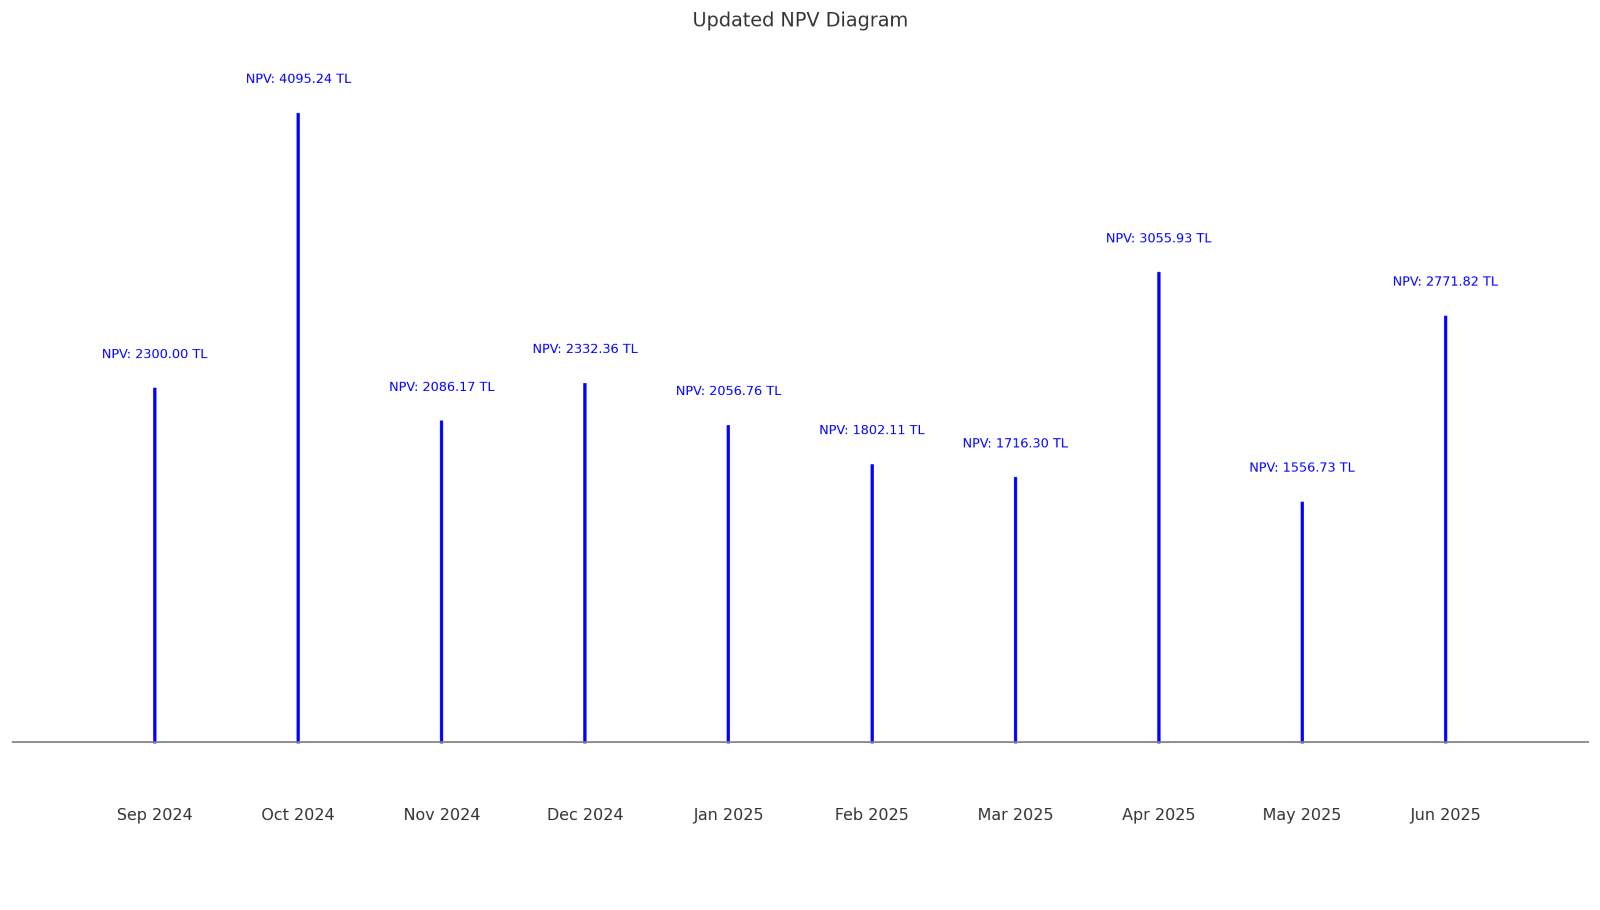 Updated NPV Diagram
NPV: 4095.24 TL
NPV: 3055.93 TL
NPV: 2771.82 TL
NPV: 2332.36 TL
NPV: 2300.00 TL
NPV: 2086.17 TL
NPV: 2056.76 TL
NPV: 1802.11 TL
NPV: 1716.30 TL
NPV: 1556.73 TL
Sep 2024 Oct 2024 Nov 2024 Dec 2024 Jan 2025 Feb 2025 Mar 2025 Apr 2025 May 2025 Jun 2025